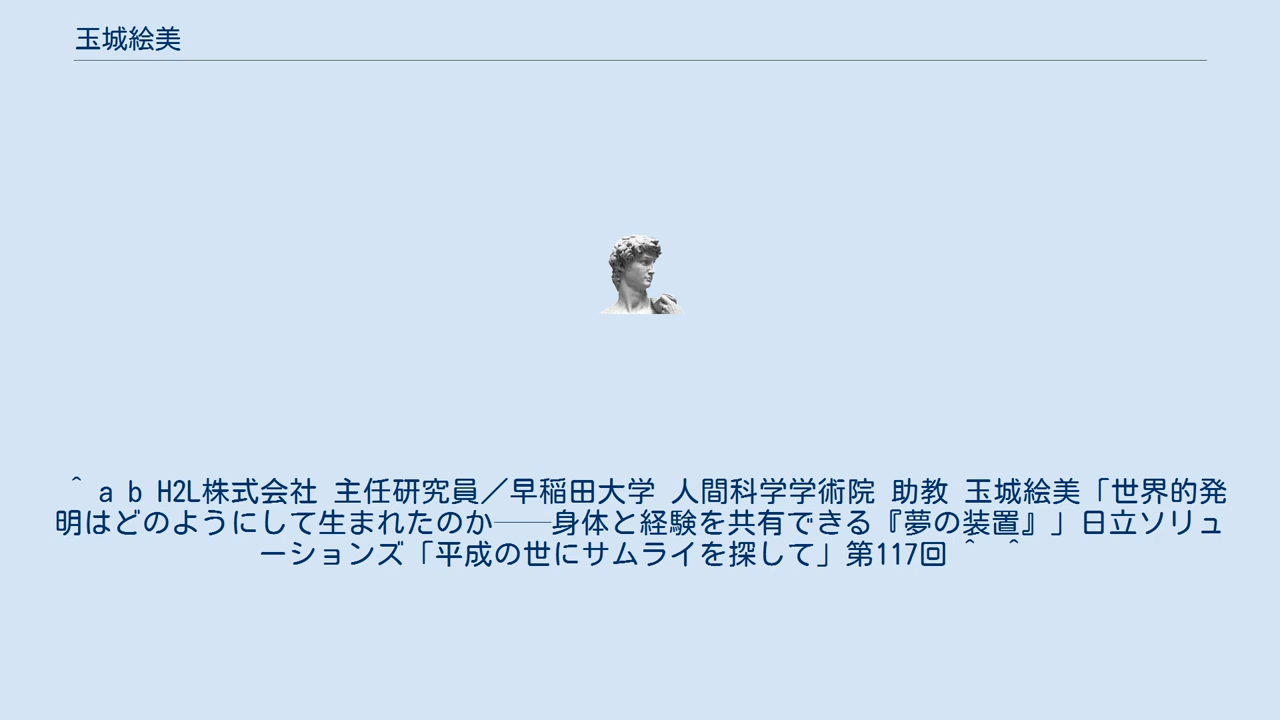 玉城絵美
^ a b H2L株式会社 主任研究員／早稲田大学 人間科学学術院 助教 玉城絵美「世界的発
明はどのようにして生まれたのか──身体と経験を共有できる『夢の装置』」日立ソリュ
ーションズ「平成の世にサムライを探して」第117回 ^ ^